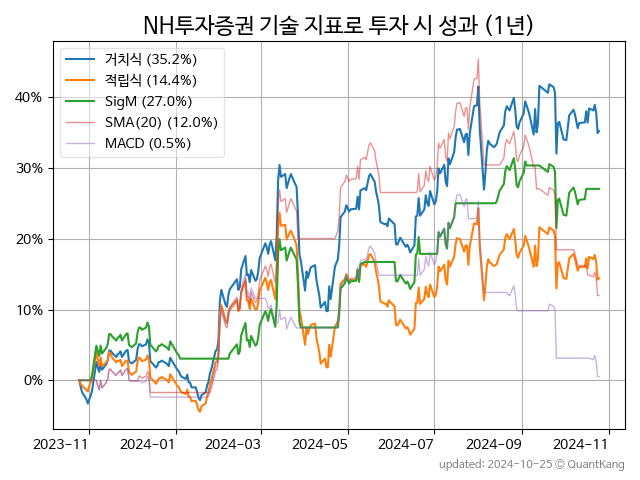 NH투자증권 기술 지표로 투자 시 성과 (1년)
거치식 (35.2%)
적립식 (14.4%)
SigM (27.0%)
SMA(20) (12.0%)
MACD (0.5%)
40%
30%
20%
10%
0%
2023-11 2024-01 2024-03 2024-05 2024-07 2024-09 2024-11
updated: 2024-10-25 © QuantKang